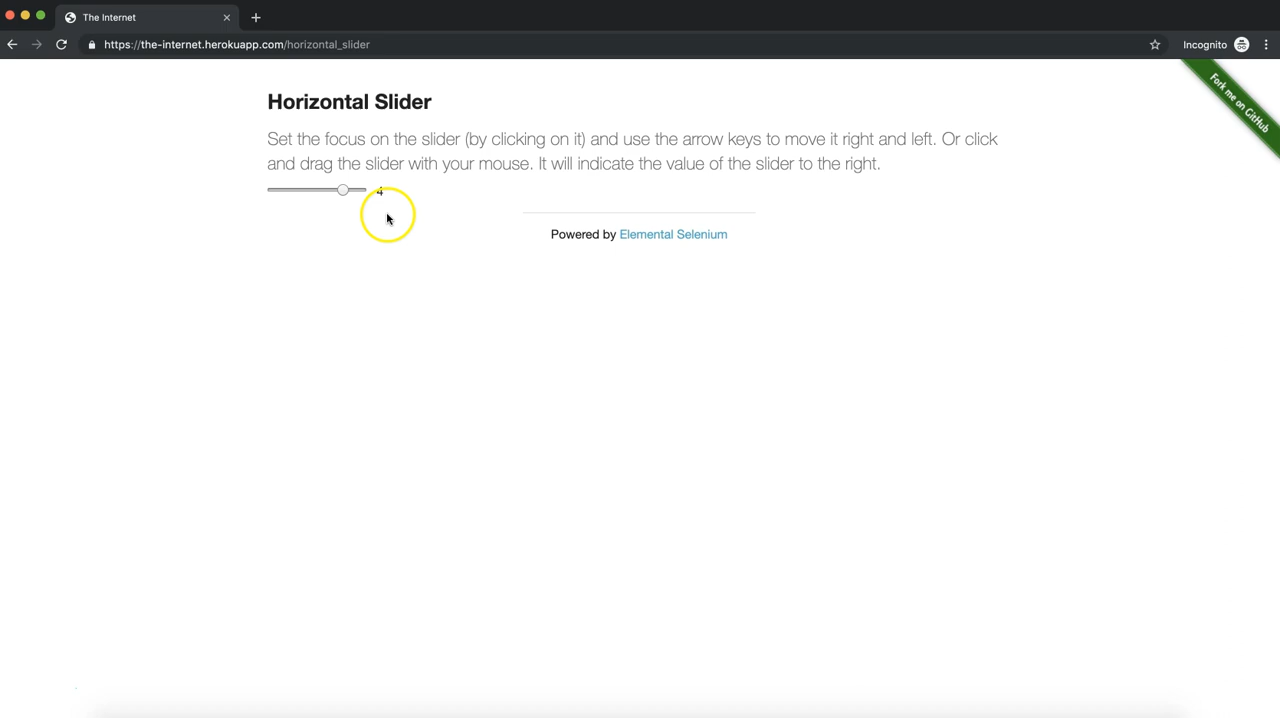 The Internet
https://the-internet.herokuapp.com/horizontal_slider
Incognito
Fork me on GitHub
Horizontal Slider
Set the focus on the slider (by clicking on it) and use the arrow keys to move it right and left. Or click
and drag the slider with your mouse. It will indicate the value of the slider to the right.
4
Powered by Elemental Selenium